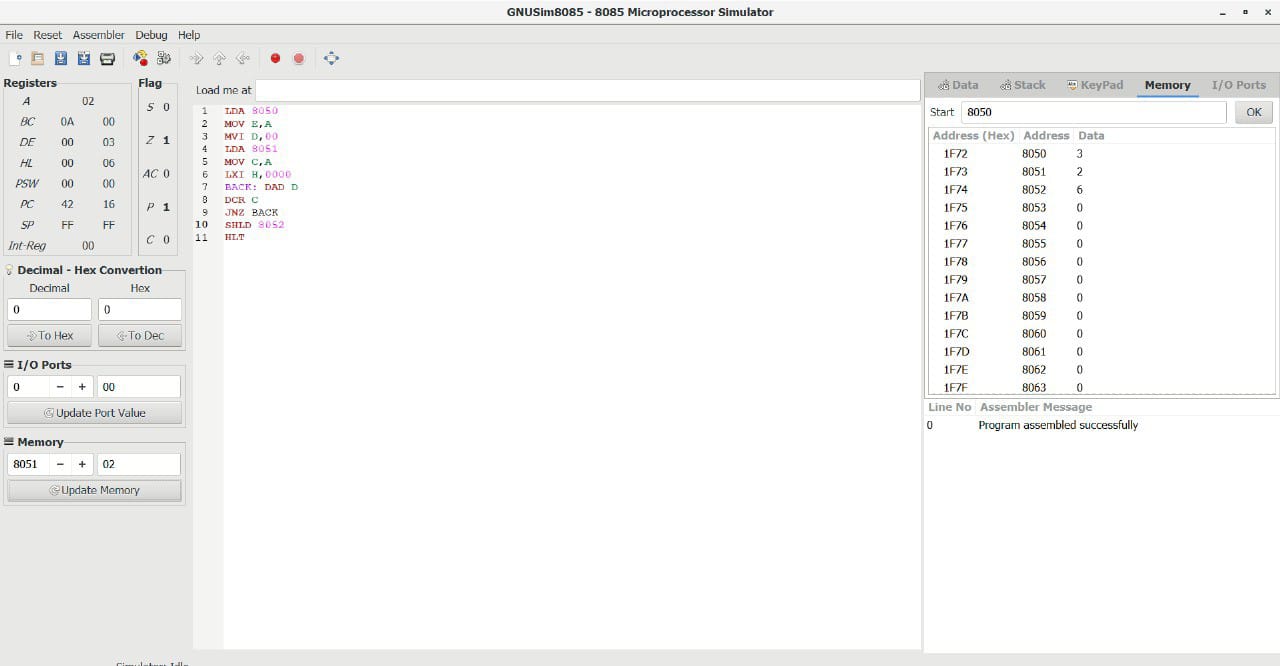 GNUSim8085 - 8085 Microprocessor Simulator
File Reset Assembler Debug Help
Registers
A 02
BC 0A 00
DE 00 03
HL 00 06
PSW 00 00
PC 42 16
SP FF FF
Int-Reg 00
Flag
S 0
Z 1
AC 0
P 1
C 0
Decimal - Hex Convertion
Decimal Hex
0 0
To Hex To Dec
I/O Ports
0 − + 00
Update Port Value
Memory
8051 − + 02
Update Memory
Load me at
1 LDA 8050
2 MOV E,A
3 MVI D,00
4 LDA 8051
5 MOV C,A
6 LXI H,0000
7 BACK: DAD D
8 DCR C
9 JNZ BACK
10 SHLD 8052
11 HLT
Data Stack KeyPad Memory I/O Ports
Start 8050 OK
Address (Hex) Address Data
1F72 8050 3
1F73 8051 2
1F74 8052 6
1F75 8053 0
1F76 8054 0
1F77 8055 0
1F78 8056 0
1F79 8057 0
1F7A 8058 0
1F7B 8059 0
1F7C 8060 0
1F7D 8061 0
1F7E 8062 0
1F7F 8063 0
Line No Assembler Message
0 Program assembled successfully
Simulator: Idle